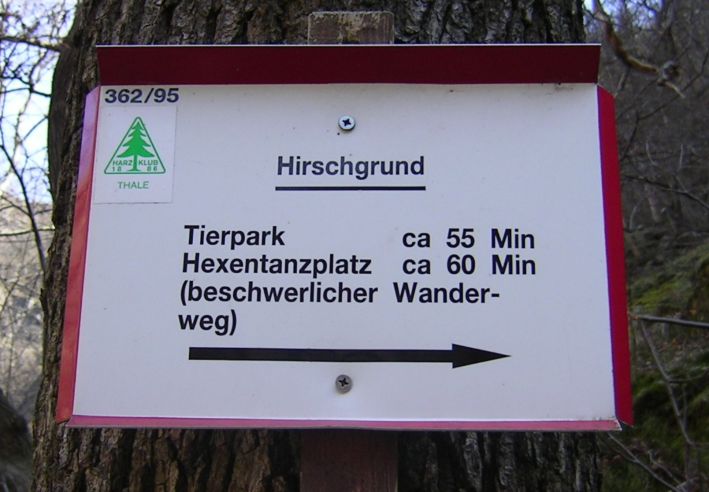 362/95
HARZ KLUB
18 86
THALE
Hirschgrund
Tierpark ca 55 Min
Hexentanzplatz ca 60 Min
(beschwerlicher Wander-
weg)